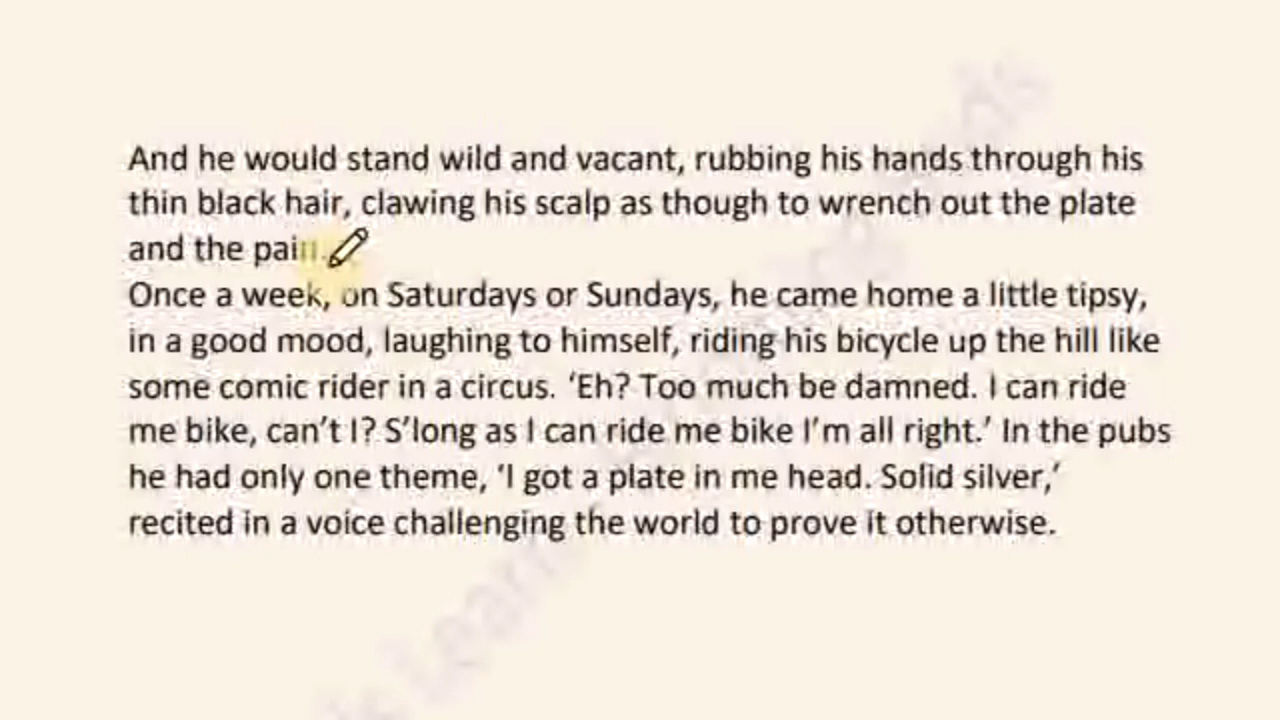 And he would stand wild and vacant, rubbing his hands through his
thin black hair, clawing his scalp as though to wrench out the plate
and the pain.
Once a week, on Saturdays or Sundays, he came home a little tipsy,
in a good mood, laughing to himself, riding his bicycle up the hill like
some comic rider in a circus. ‘Eh? Too much be damned. I can ride
me bike, can’t I? S’long as I can ride me bike I’m all right.’ In the pubs
he had only one theme, ‘I got a plate in me head. Solid silver,’
recited in a voice challenging the world to prove it otherwise.